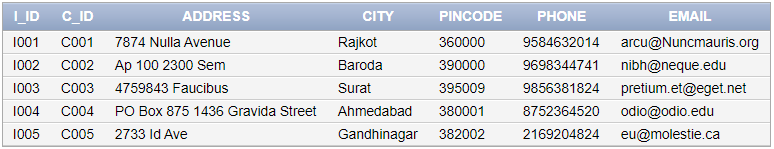 I_ID C_ID ADDRESS CITY PINCODE PHONE EMAIL
I001 C001 7874 Nulla Avenue Rajkot 360000 9584632014 arcu@Nuncmauris.org
I002 C002 Ap 100 2300 Sem Baroda 390000 9698344741 nibh@neque.edu
I003 C003 4759843 Faucibus Surat 395009 9856381824 pretium.et@eget.net
I004 C004 PO Box 875 1436 Gravida Street Ahmedabad 380001 8752364520 odio@odio.edu
I005 C005 2733 Id Ave Gandhinagar 382002 2169204824 eu@molestie.ca